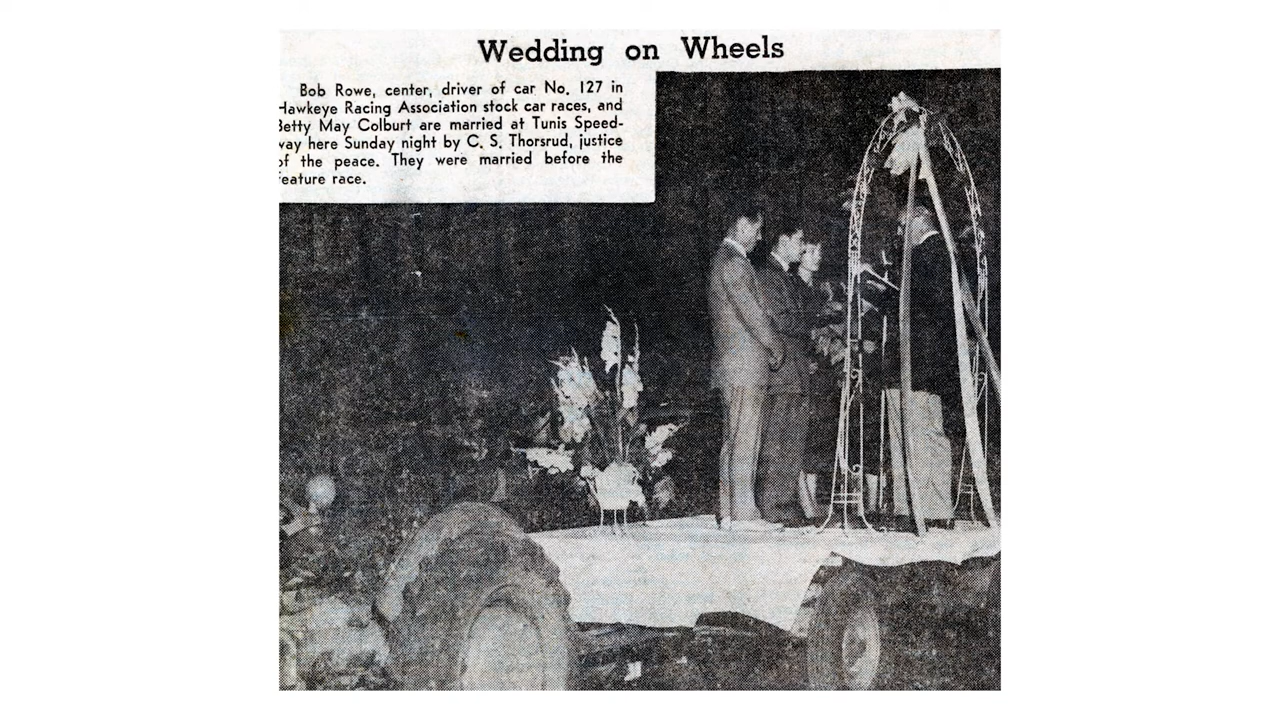 Wedding on Wheels
Bob Rowe, center, driver of car No. 127 in
Hawkeye Racing Association stock car races, and
Betty May Colburt are married at Tunis Speed-
way here Sunday night by C. S. Thorsrud, justice
of the peace. They were married before the
feature race.